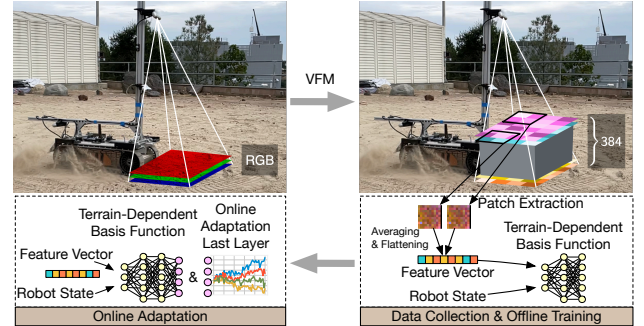 VFM
RGB
384
Patch Extraction
Terrain-Dependent
Basis Function
Online
Adaptation
Last Layer
Feature Vector
Robot State
&
Averaging
& Flattening
Terrain-Dependent
Basis Function
Feature Vector
Robot State
Online Adaptation
Data Collection & Offline Training